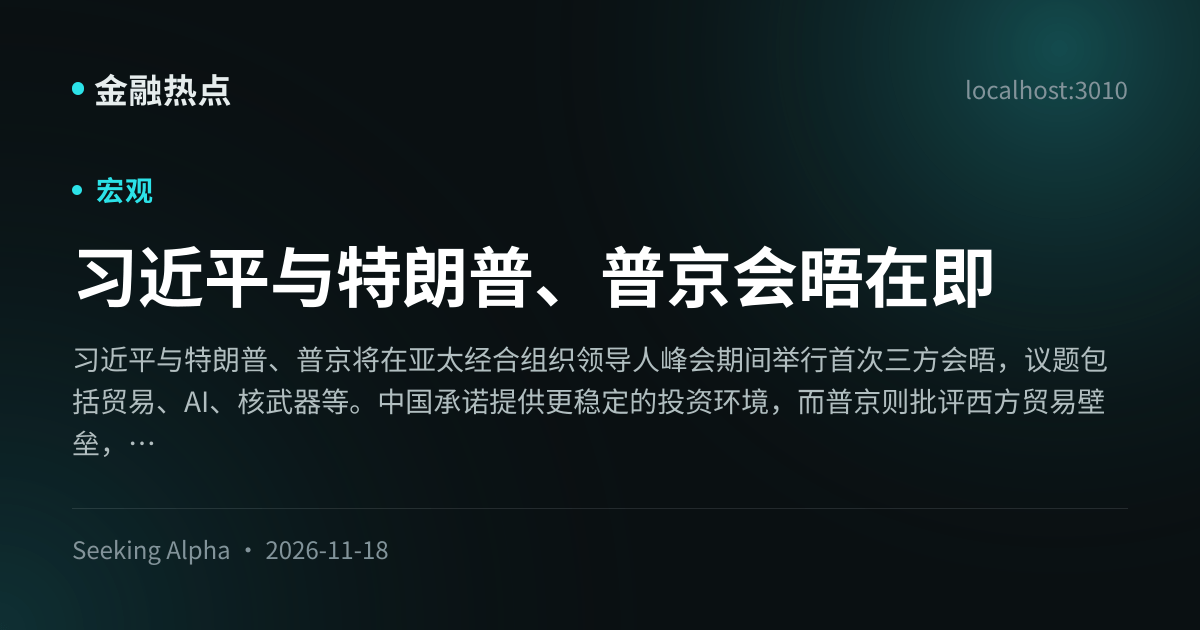 金融热点
localhost:3010
宏观
习近平与特朗普、普京会晤在即
习近平与特朗普、普京将在亚太经合组织领导人峰会期间举行首次三方会晤，议题包
括贸易、AI、核武器等。中国承诺提供更稳定的投资环境，而普京则批评西方贸易壁
垒，…
Seeking Alpha · 2026-11-18